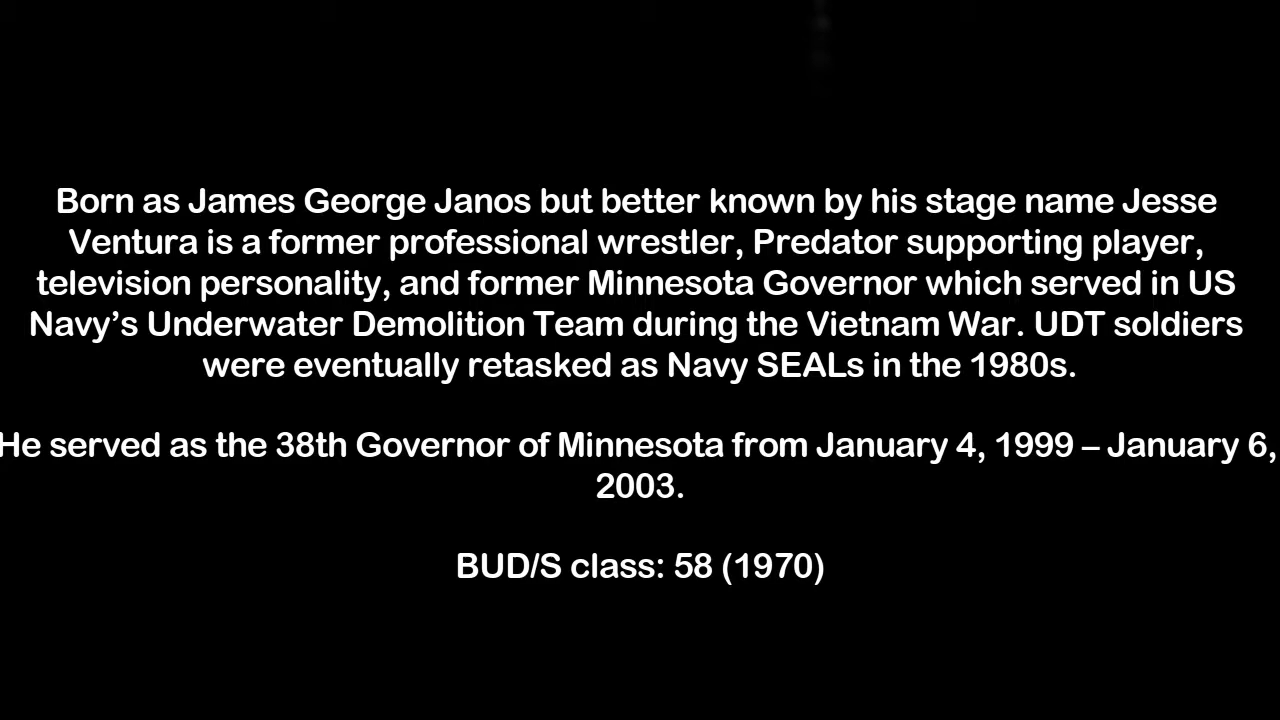 Born as James George Janos but better known by his stage name Jesse
Ventura is a former professional wrestler, Predator supporting player,
television personality, and former Minnesota Governor which served in US
Navy’s Underwater Demolition Team during the Vietnam War. UDT soldiers
were eventually retasked as Navy SEALs in the 1980s.
He served as the 38th Governor of Minnesota from January 4, 1999 – January 6,
2003.
BUD/S class: 58 (1970)